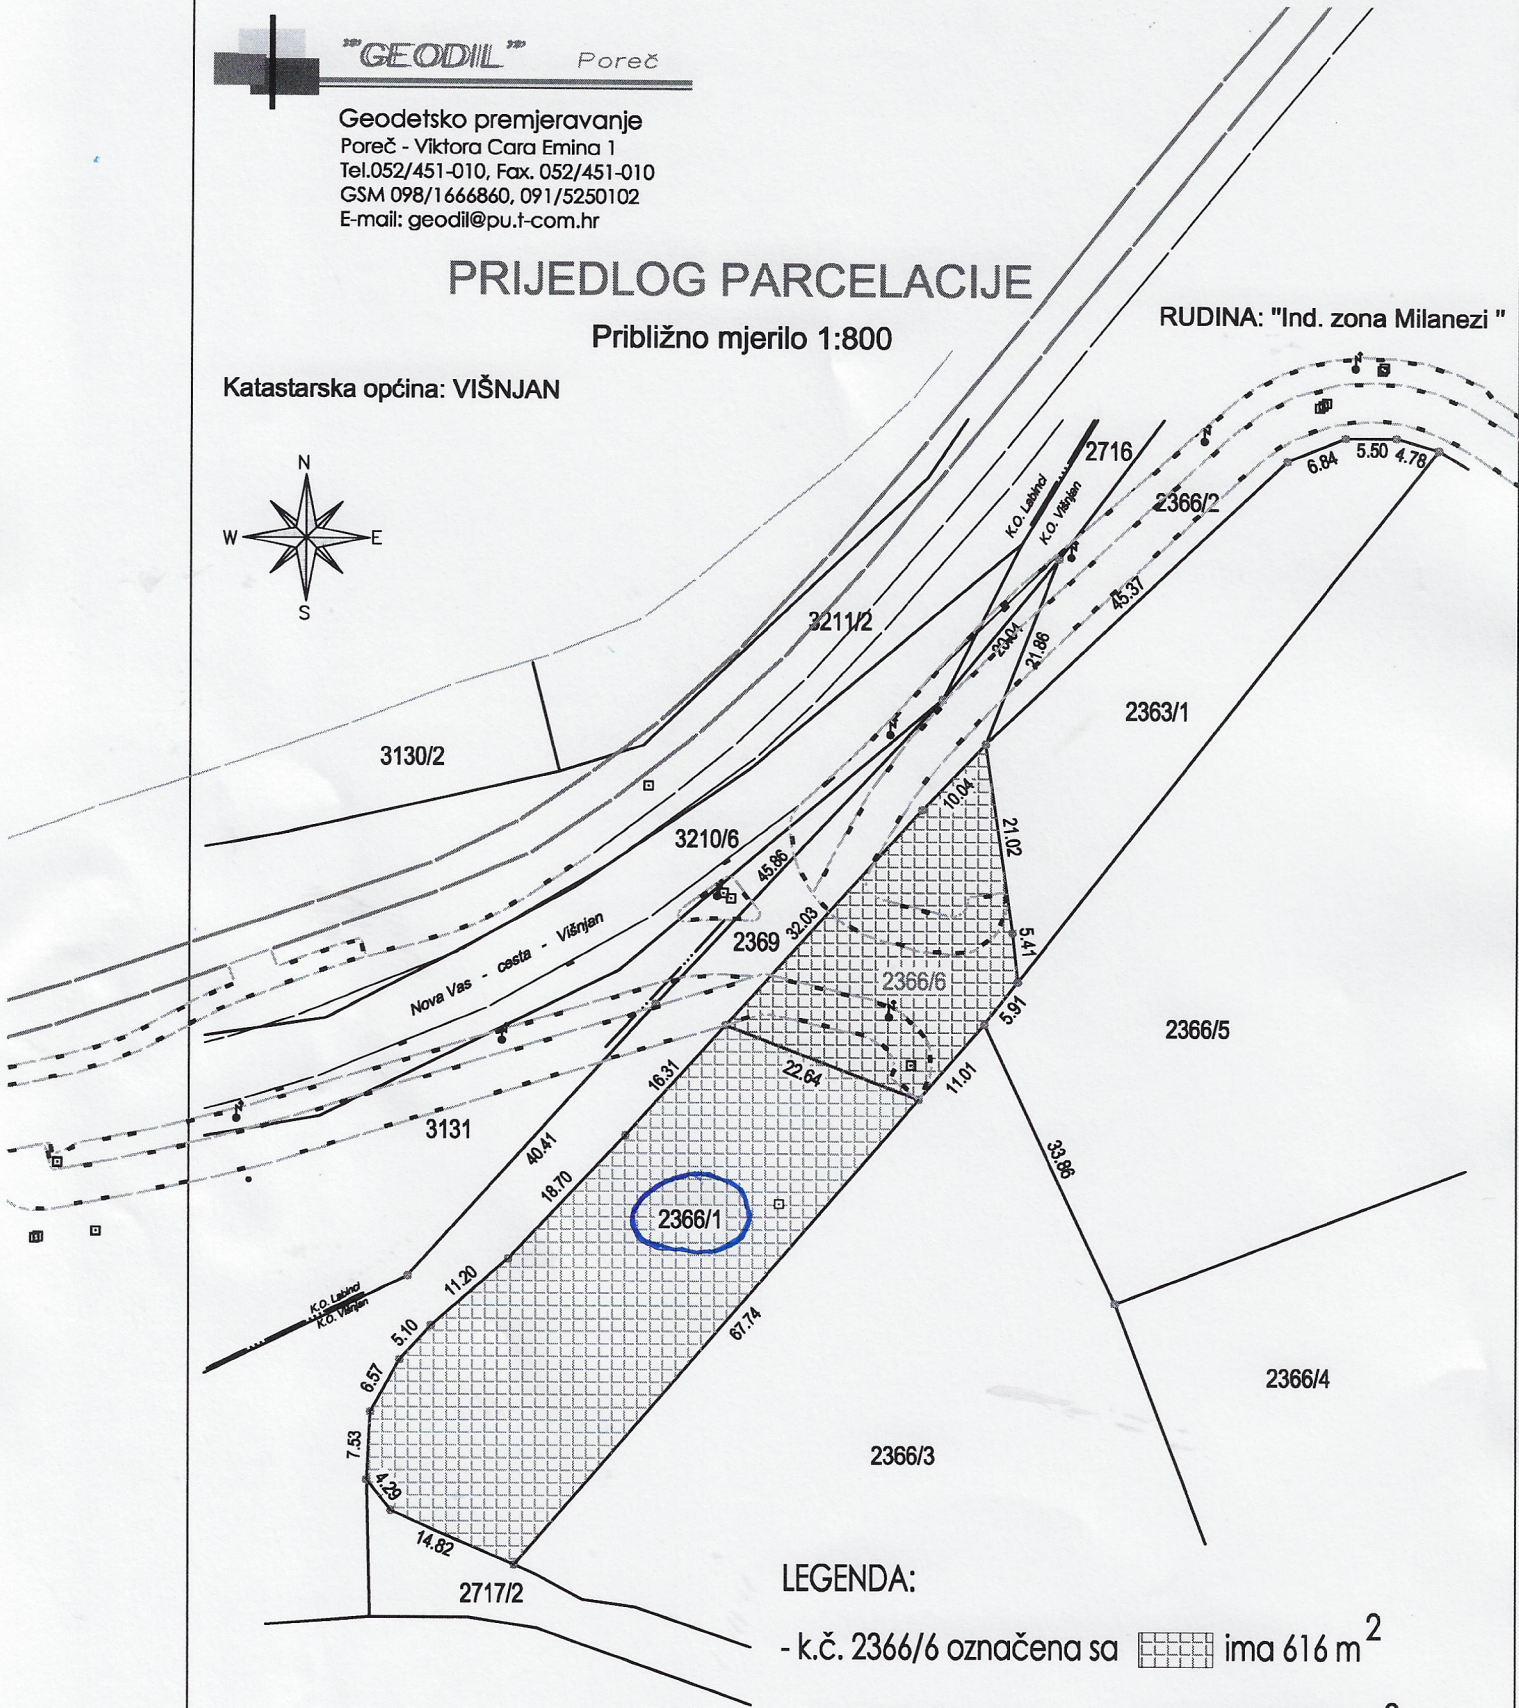 ""GEODIL"" Poreč
Geodetsko premjeravanje
Poreč - Viktora Cara Emina 1
Tel.052/451-010, Fax. 052/451-010
GSM 098/1666860, 091/5250102
E-mail: geodil@pu.t-com.hr
PRIJEDLOG PARCELACIJE
Približno mjerilo 1:800
RUDINA: "Ind. zona Milanezi "
Katastarska općina: VIŠNJAN
N
W E
S
2716
K.O. Labinci
K.O. Višnjan
6.84
5.50
4.78
2366/2
45.37
3211/2
21.86
2363/1
3130/2
10.04
21.02
3210/6
45.86
32.03
2369
5.41
2366/6
Nova Vas - cesta - Višnjan
5.91
2366/5
22.64
11.01
16.31
3131
40.41
33.86
18.70
2366/1
11.20
K.O. Labinci
K.O. Višnjan
5.10
67.74
6.57
2366/4
7.53
2366/3
4.29
14.82
2717/2
LEGENDA:
- k.č. 2366/6 označena sa ima 616 m2